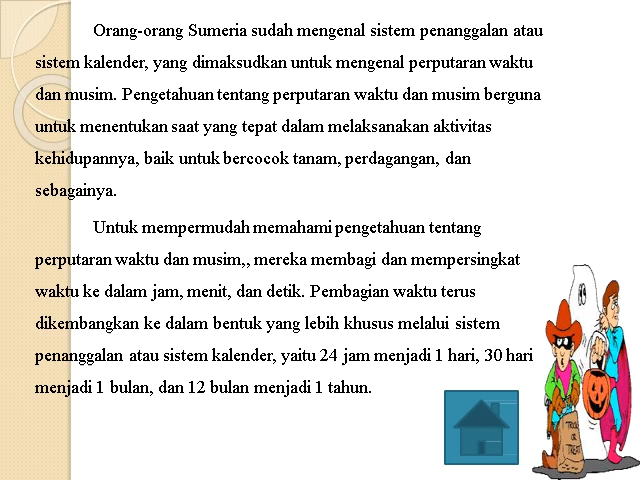 Orang-orang Sumeria sudah mengenal sistem penanggalan atau
sistem kalender, yang dimaksudkan untuk mengenal perputaran waktu
dan musim. Pengetahuan tentang perputaran waktu dan musim berguna
untuk menentukan saat yang tepat dalam melaksanakan aktivitas
kehidupannya, baik untuk bercocok tanam, perdagangan, dan
sebagainya.
Untuk mempermudah memahami pengetahuan tentang
perputaran waktu dan musim,, mereka membagi dan mempersingkat
waktu ke dalam jam, menit, dan detik. Pembagian waktu terus
dikembangkan ke dalam bentuk yang lebih khusus melalui sistem
penanggalan atau sistem kalender, yaitu 24 jam menjadi 1 hari, 30 hari
menjadi 1 bulan, dan 12 bulan menjadi 1 tahun.
TRICK
OR
TREAT